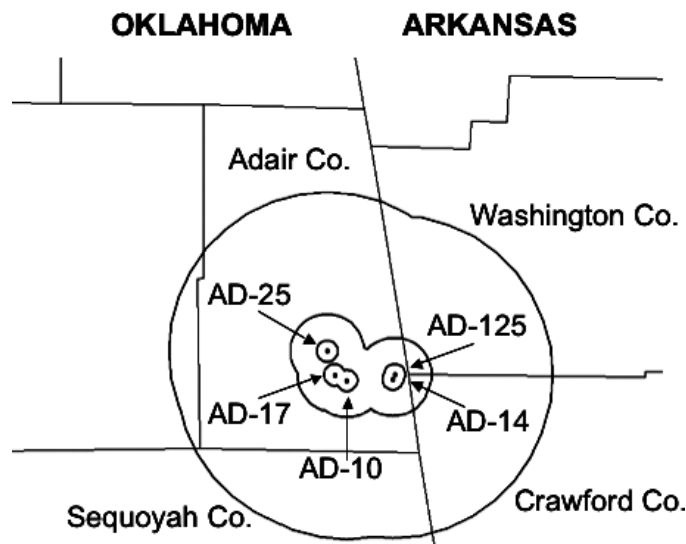 OKLAHOMA ARKANSAS
Adair Co.
Washington Co.
AD-25
AD-125
AD-17
AD-14
AD-10
Sequoyah Co.
Crawford Co.